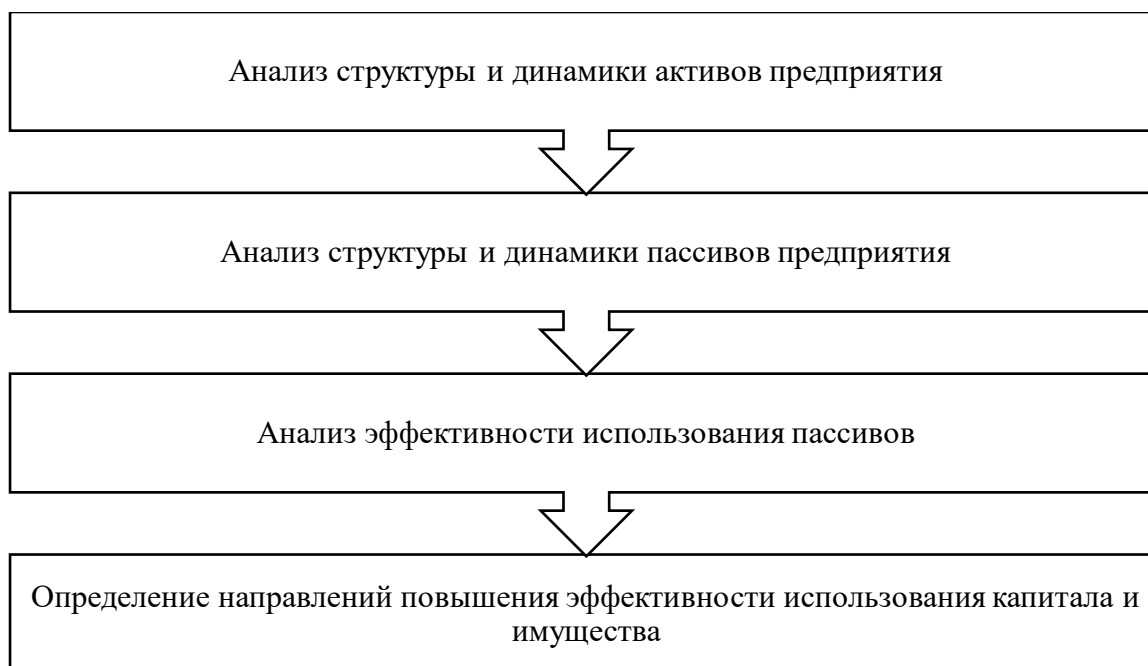 Анализ структуры и динамики активов предприятия
Анализ структуры и динамики пассивов предприятия
Анализ эффективности использования пассивов
Определение направлений повышения эффективности использования капитала и
имущества